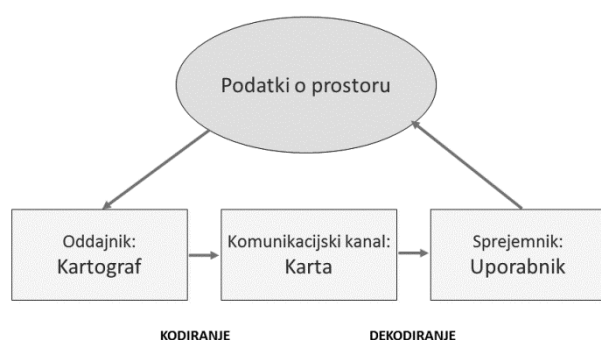 Podatki o prostoru
Oddajnik:
Kartograf
Komunikacijski kanal:
Karta
Sprejemnik:
Uporabnik
KODIRANJE
DEKODIRANJE